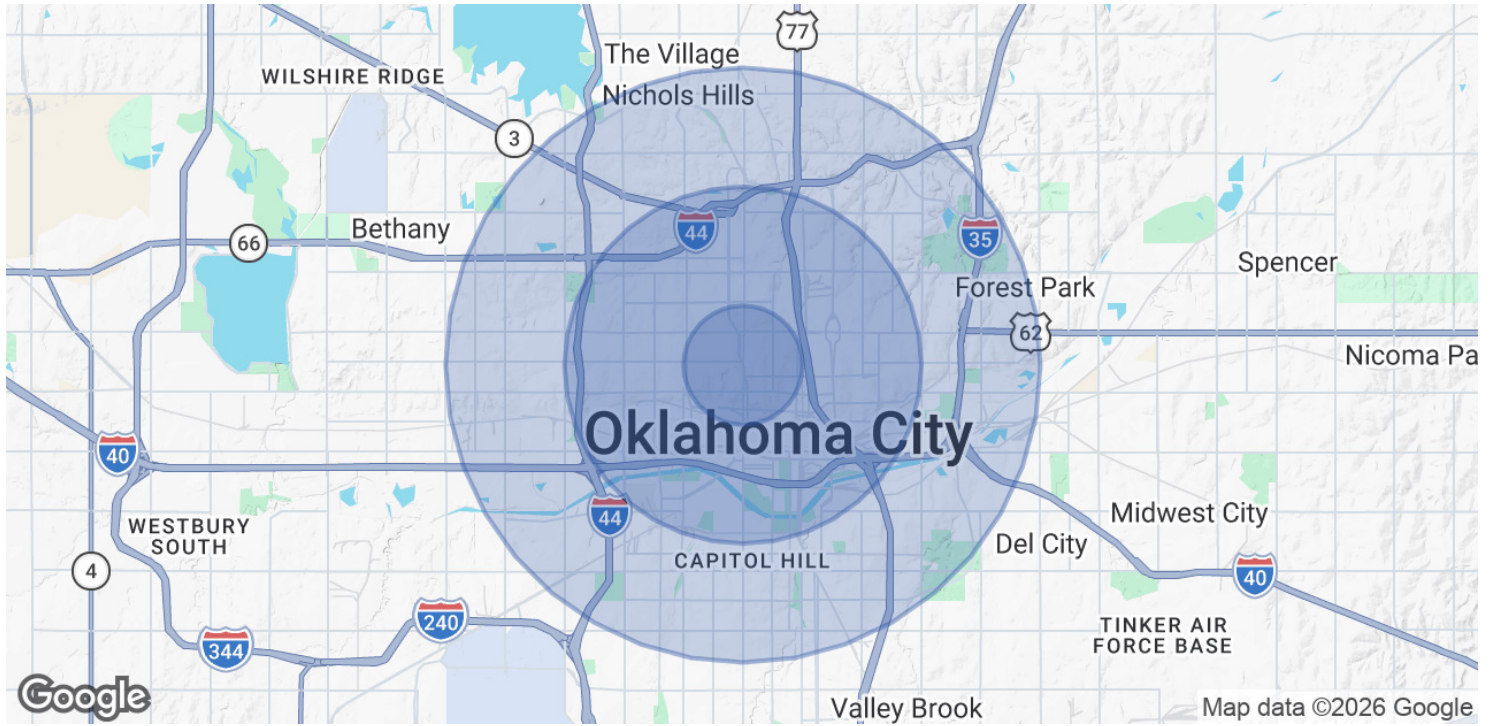 77
The Village
WILSHIRE RIDGE
Nichols Hills
3
Bethany
44
35
66
Spencer
Forest Park
62
Nicoma Pa
Oklahoma City
40
44
WESTBURY
SOUTH
Midwest City
Del City
CAPITOL HILL
4
40
240
TINKER AIR
FORCE BASE
344
Google
Valley Brook
Map data ©2026 Google